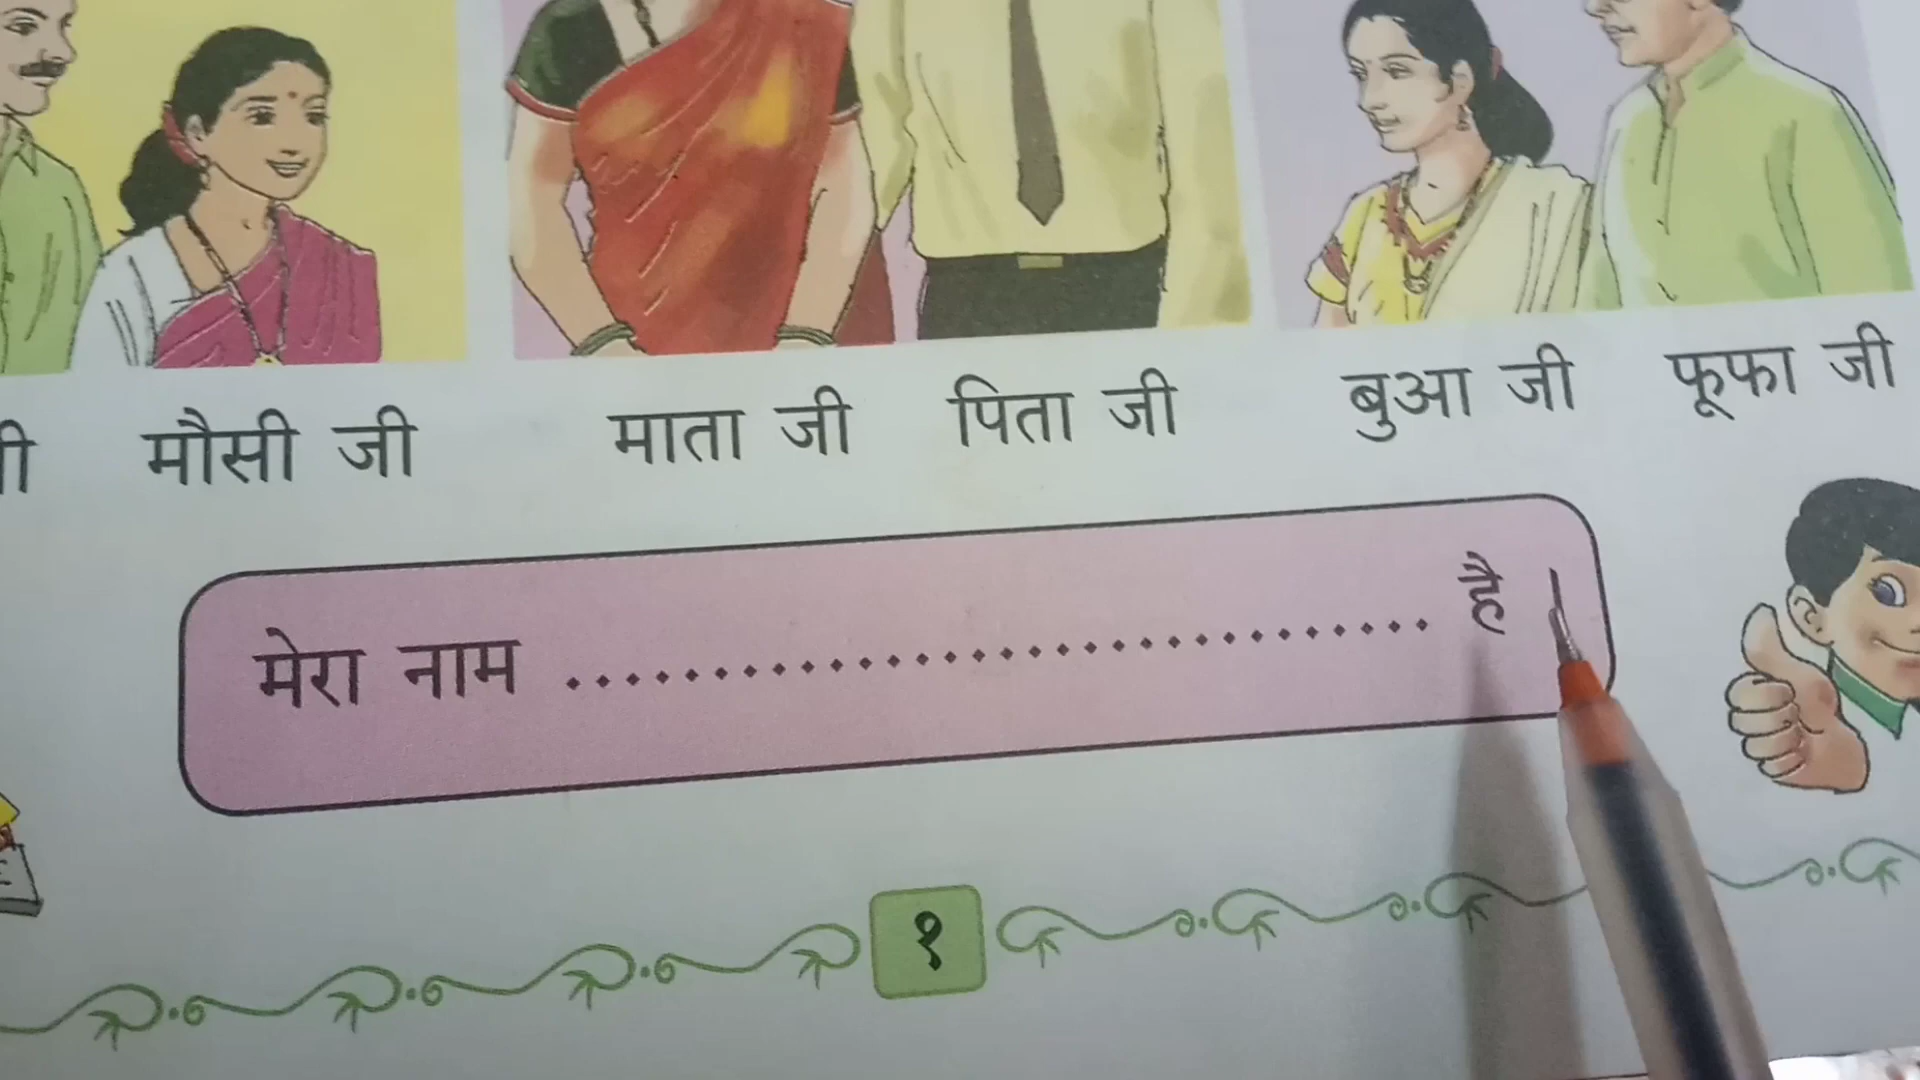 मौसी जी माता जी पिता जी बुआ जी फूफा जी
मेरा नाम .............................. है ।
१